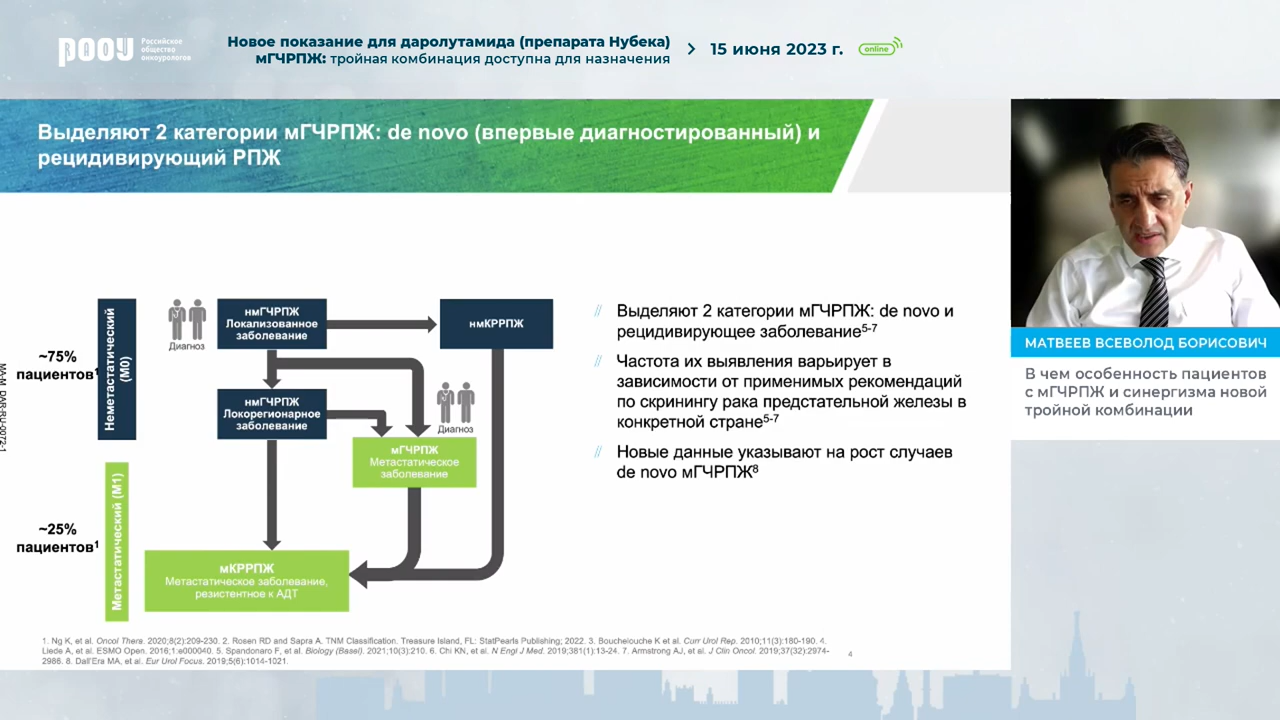 РООУ
Российское
общество
онкоурологов
Новое показание для даролутамида (препарата Нубека)
мГЧРПЖ: тройная комбинация доступна для назначения
15 июня 2023 г.
online
Выделяют 2 категории мГЧРПЖ: de novo (впервые диагностированный) и
рецидивирующий РПЖ
~75%
пациентов1
Неметастатический
(М0)
Диагноз
нмГЧРПЖ
Локализованное
заболевание
нмКРРПЖ
нмГЧРПЖ
Локорегионарное
заболевание
Диагноз
мГЧРПЖ
Метастатическое
заболевание
~25%
пациентов1
Метастатический (М1)
мКРРПЖ
Метастатическое заболевание,
резистентное к АДТ
// Выделяют 2 категории мГЧРПЖ: de novo и
рецидивирующее заболевание5-7
// Частота их выявления варьирует в
зависимости от применимых рекомендаций
по скринингу рака предстательной железы в
конкретной стране5-7
// Новые данные указывают на рост случаев
de novo мГЧРПЖ8
1. Ng K, et al. Oncol Thera. 2020;8(2):209-230. 2. Rosen RD and Sapra A. TNM Classification. Treasure Island, FL: StatPearls Publishing; 2022. 3. Bouchelouche K et al. Curr Urol Rep. 2010;11(3):180-190. 4.
Liede A, et al. ESMO Open. 2016;1:e000040. 5. Spandonaro F, et al. Biology (Basel). 2021;10(3):210. 6. Chi KN, et al. N Engl J Med. 2019;381(1):13-24. 7. Armstrong AJ, et al. J Clin Oncol. 2019;37(32):2974-
2986. 8. Dall'Era MA, et al. Eur Urol Focus. 2019;5(6):1014-1021.
4
МАТВЕЕВ ВСЕВОЛОД БОРИСОВИЧ
В чем особенность пациентов
с мГЧРПЖ и синергизма новой
тройной комбинации